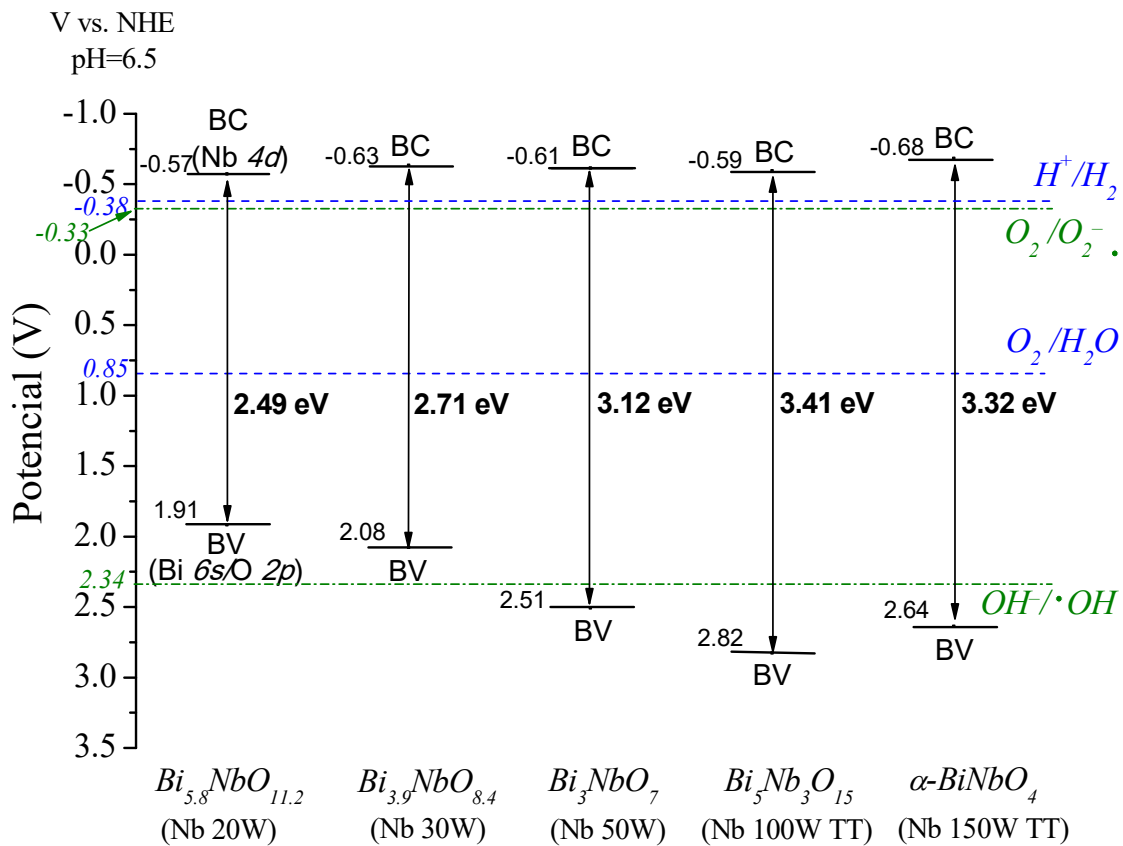 V vs. NHE
pH=6.5
-1.0
-0.5
0.0
0.5
1.0
1.5
2.0
2.5
3.0
3.5
Potencial (V)
-0.38
-0.33
0.85
2.34
BC
(Nb 4d)
-0.57
2.49 eV
1.91
BV
(Bi 6s/O 2p)
BC
-0.63
2.71 eV
2.08
BV
BC
-0.61
3.12 eV
2.51
BV
BC
-0.59
3.41 eV
2.82
BV
BC
-0.68
3.32 eV
2.64
BV
H⁺/H₂
O₂/O₂⁻·
O₂/H₂O
OH⁻/·OH
Bi₅.₈NbO₁₁.₂
(Nb 20W)
Bi₃.₉NbO₈.₄
(Nb 30W)
Bi₃NbO₇
(Nb 50W)
Bi₅Nb₃O₁₅
(Nb 100W TT)
α-BiNbO₄
(Nb 150W TT)